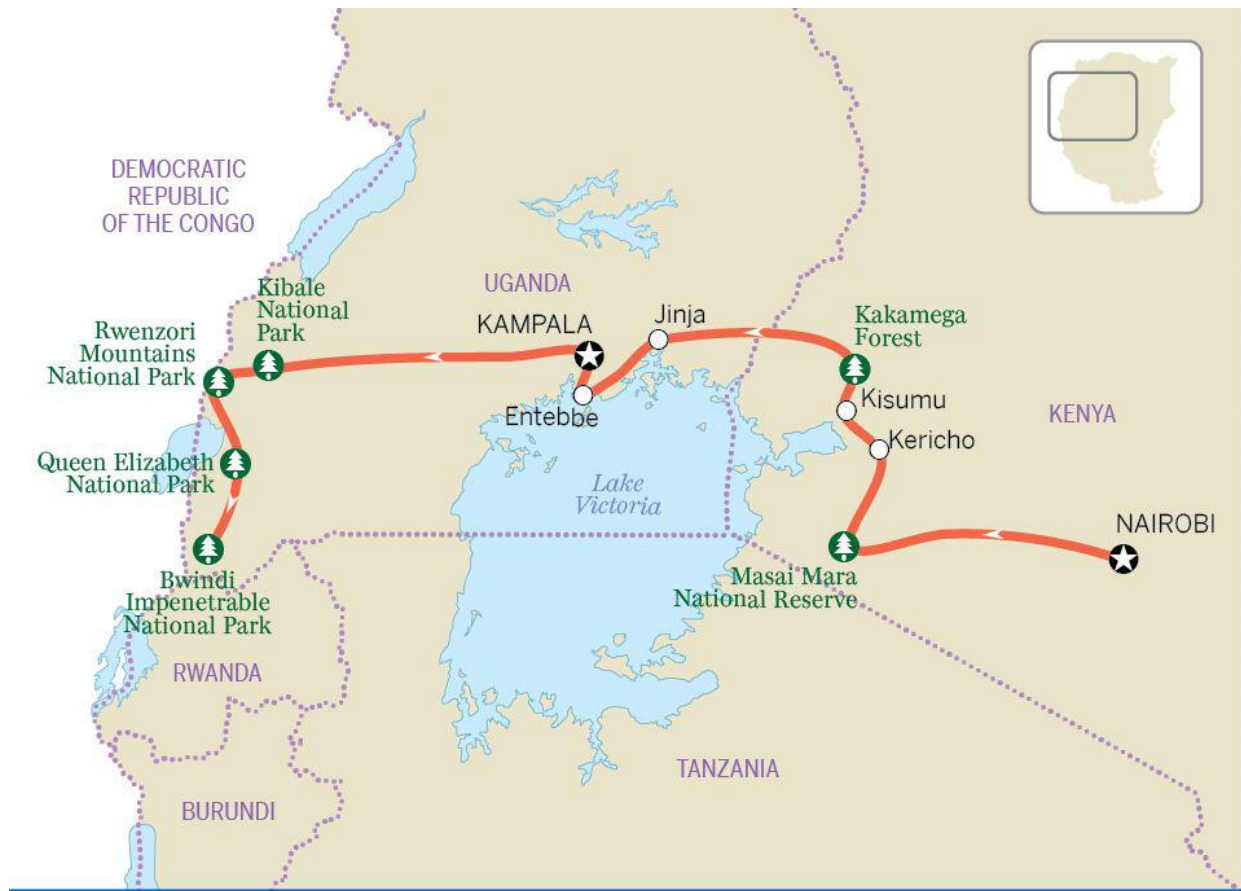 DEMOCRATIC
REPUBLIC
OF THE CONGO
UGANDA
Kibale
National
Park
Rwenzori
Mountains
National Park
KAMPALA
Jinja
Kakamega
Forest
Entebbe
Kisumu
KENYA
Kericho
Queen Elizabeth
National Park
Lake
Victoria
NAIROBI
Bwindi
Impenetrable
National Park
Masai Mara
National Reserve
RWANDA
TANZANIA
BURUNDI